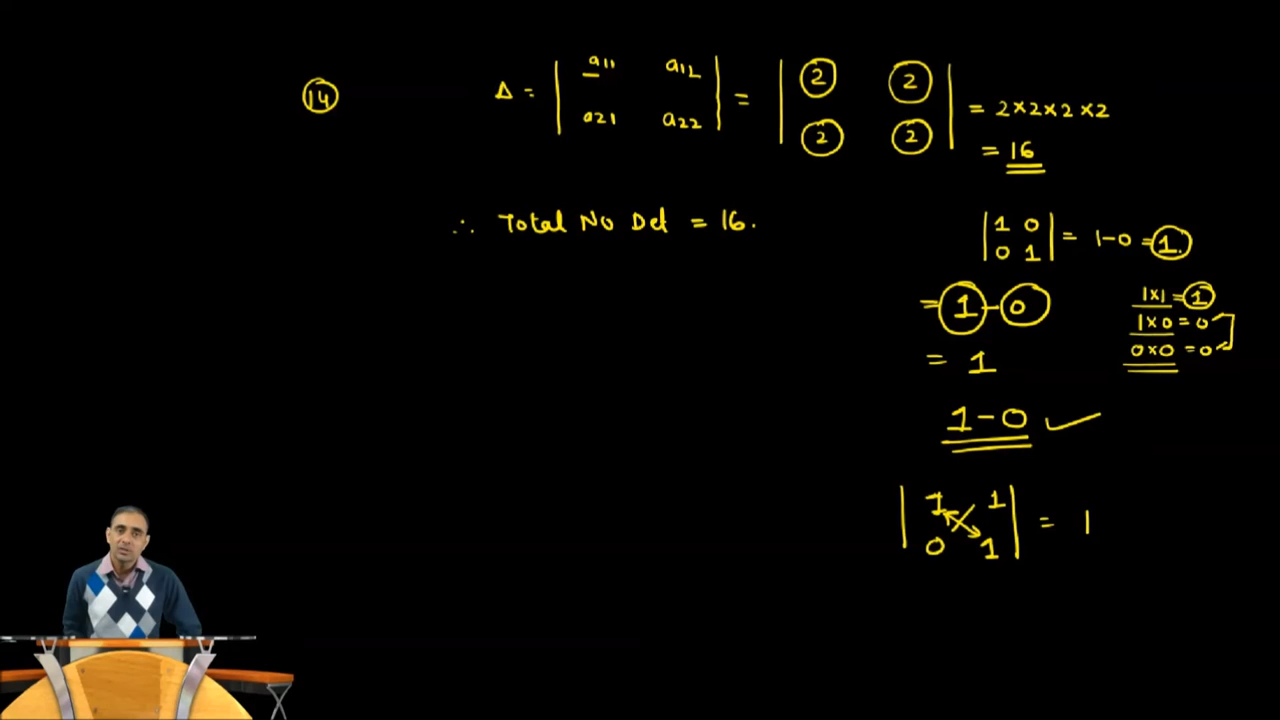 14 Δ = | a11 a12 | = | 2 2 | = 2×2×2×2
| a21 a22 | | 2 2 |
= 16
∴ Total No Det = 16.
| 1 0 | = 1-0 = 1.
| 0 1 |
= 1 - 0
= 1
1×1 = 1
1×0 = 0
0×0 = 0
1-0 ✓
| 1 1 | = 1
| 0 1 |